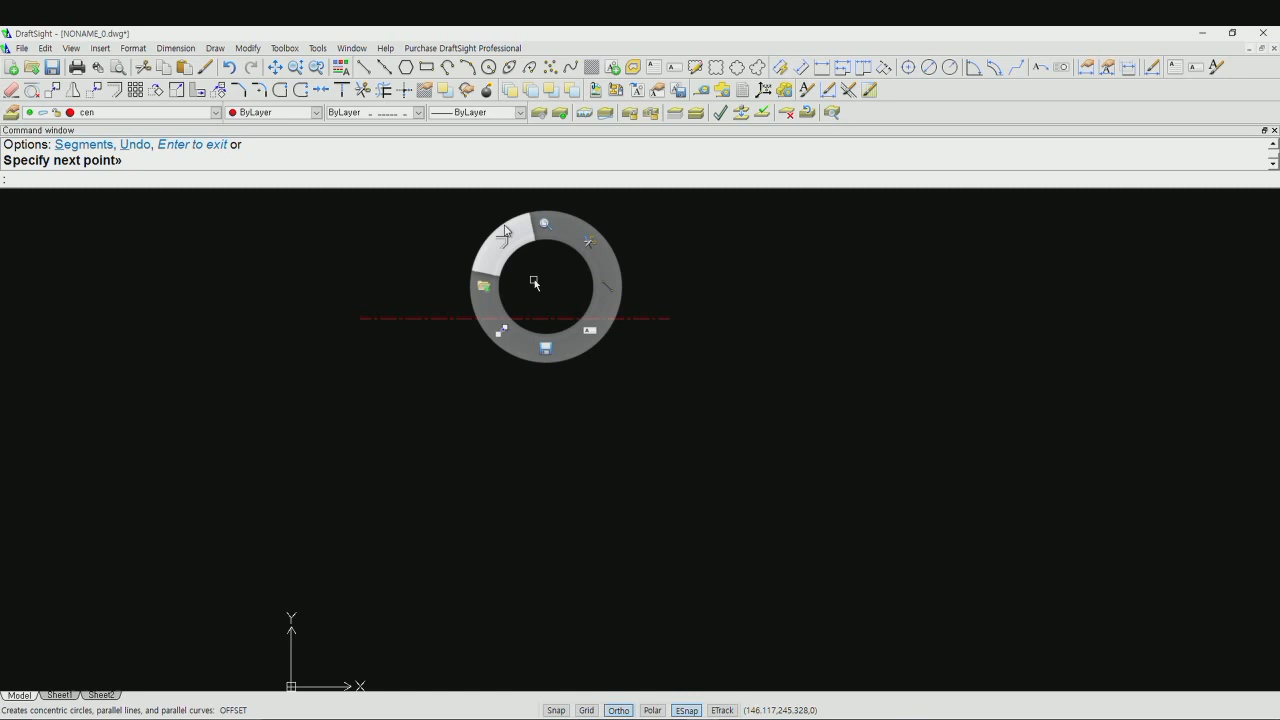 DraftSight - [NONAME_0.dwg*]
File Edit View Insert Format Dimension Draw Modify Toolbox Tools Window Help Purchase DraftSight Professional
cen ByLayer ByLayer ByLayer
Command window
Options: Segments, Undo, Enter to exit or
Specify next point»
:
Y
X
Model Sheet1 Sheet2
Creates concentric circles, parallel lines, and parallel curves: OFFSET Snap Grid Ortho Polar ESnap ETrack (146.117,245.328,0)